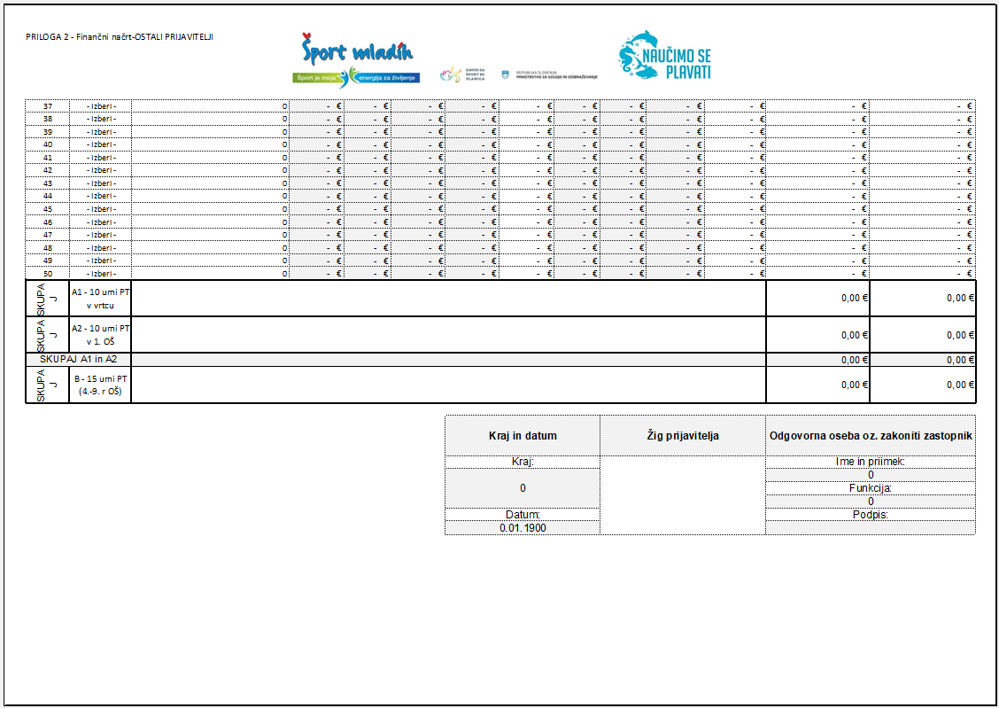 PRILOGA 2 - Finančni načrt-OSTALI PRIJAVITELJI
Šport mladih
Šport je moja energija za življenje
ZAVOD ZA
ŠPORT RS
PLANICA
REPUBLIKA SLOVENIJA
MINISTRSTVO ZA VZGOJO IN IZOBRAŽEVANJE
NAUČIMO SE
PLAVATI
37 - Izberi - 0 - € - € - € - € - € - € - € - € - € - € - €
38 - Izberi - 0 - € - € - € - € - € - € - € - € - € - € - €
39 - Izberi - 0 - € - € - € - € - € - € - € - € - € - € - €
40 - Izberi - 0 - € - € - € - € - € - € - € - € - € - € - €
41 - Izberi - 0 - € - € - € - € - € - € - € - € - € - € - €
42 - Izberi - 0 - € - € - € - € - € - € - € - € - € - € - €
43 - Izberi - 0 - € - € - € - € - € - € - € - € - € - € - €
44 - Izberi - 0 - € - € - € - € - € - € - € - € - € - € - €
45 - Izberi - 0 - € - € - € - € - € - € - € - € - € - € - €
46 - Izberi - 0 - € - € - € - € - € - € - € - € - € - € - €
47 - Izberi - 0 - € - € - € - € - € - € - € - € - € - € - €
48 - Izberi - 0 - € - € - € - € - € - € - € - € - € - € - €
49 - Izberi - 0 - € - € - € - € - € - € - € - € - € - € - €
50 - Izberi - 0 - € - € - € - € - € - € - € - € - € - € - €
SKUPA
J
A1 - 10 umi PT
v vrtcu
0,00 € 0,00 €
SKUPA
J
A2 - 10 umi PT
v 1. OŠ
0,00 € 0,00 €
SKUPAJ A1 in A2 0,00 € 0,00 €
SKUPA
J
B - 15 umi PT
(4.-9. r OŠ)
0,00 € 0,00 €
Kraj in datum Žig prijavitelja Odgovorna oseba oz. zakoniti zastopnik
Kraj: Ime in priimek:
0
0
Funkcija:
0
Datum: Podpis:
0.01.1900